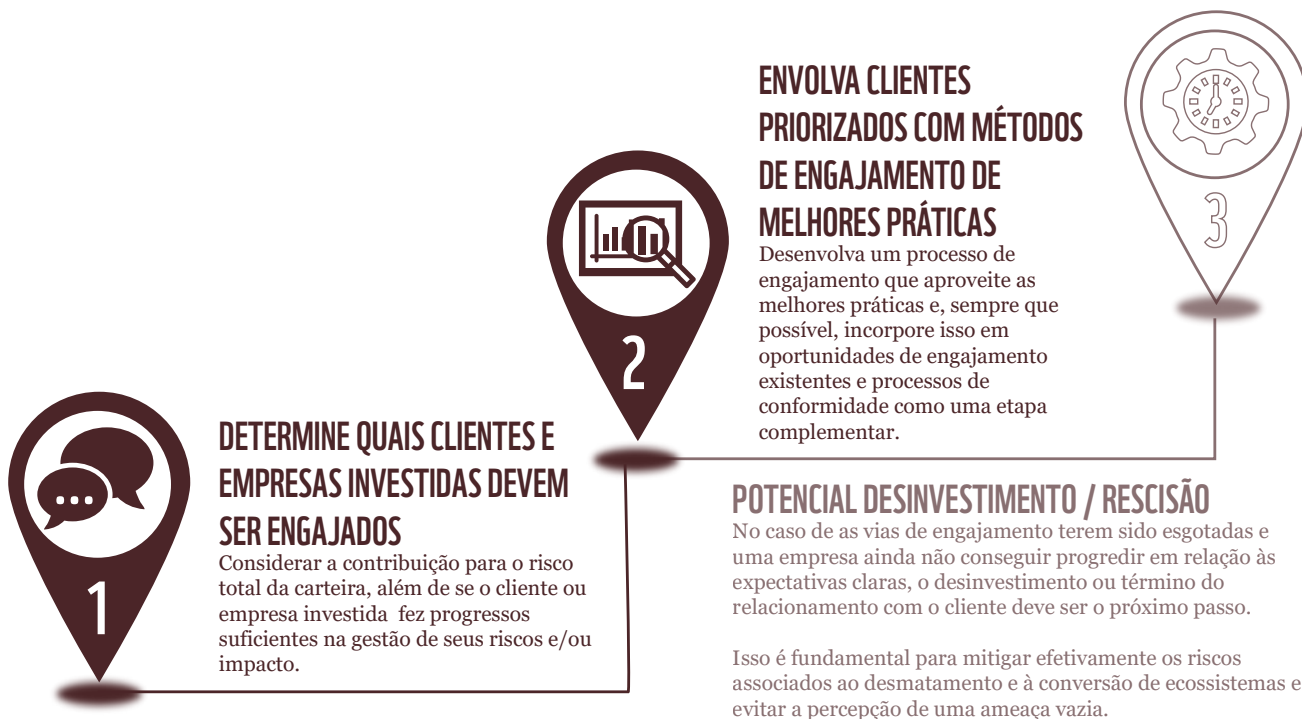 1
DETERMINE QUAIS CLIENTES E
EMPRESAS INVESTIDAS DEVEM
SER ENGAJADOS
Considerar a contribuição para o risco
total da carteira, além de se o cliente ou
empresa investida fez progressos
suficientes na gestão de seus riscos e/ou
impacto.
2
ENVOLVA CLIENTES
PRIORIZADOS COM MÉTODOS
DE ENGAJAMENTO DE
MELHORES PRÁTICAS
Desenvolva um processo de
engajamento que aproveite as
melhores práticas e, sempre que
possível, incorpore isso em
oportunidades de engajamento
existentes e processos de
conformidade como uma etapa
complementar.
3
POTENCIAL DESINVESTIMENTO / RESCISÃO
No caso de as vias de engajamento terem sido esgotadas e
uma empresa ainda não conseguir progredir em relação às
expectativas claras, o desinvestimento ou término do
relacionamento com o cliente deve ser o próximo passo.
Isso é fundamental para mitigar efetivamente os riscos
associados ao desmatamento e à conversão de ecossistemas e
evitar a percepção de uma ameaça vazia.